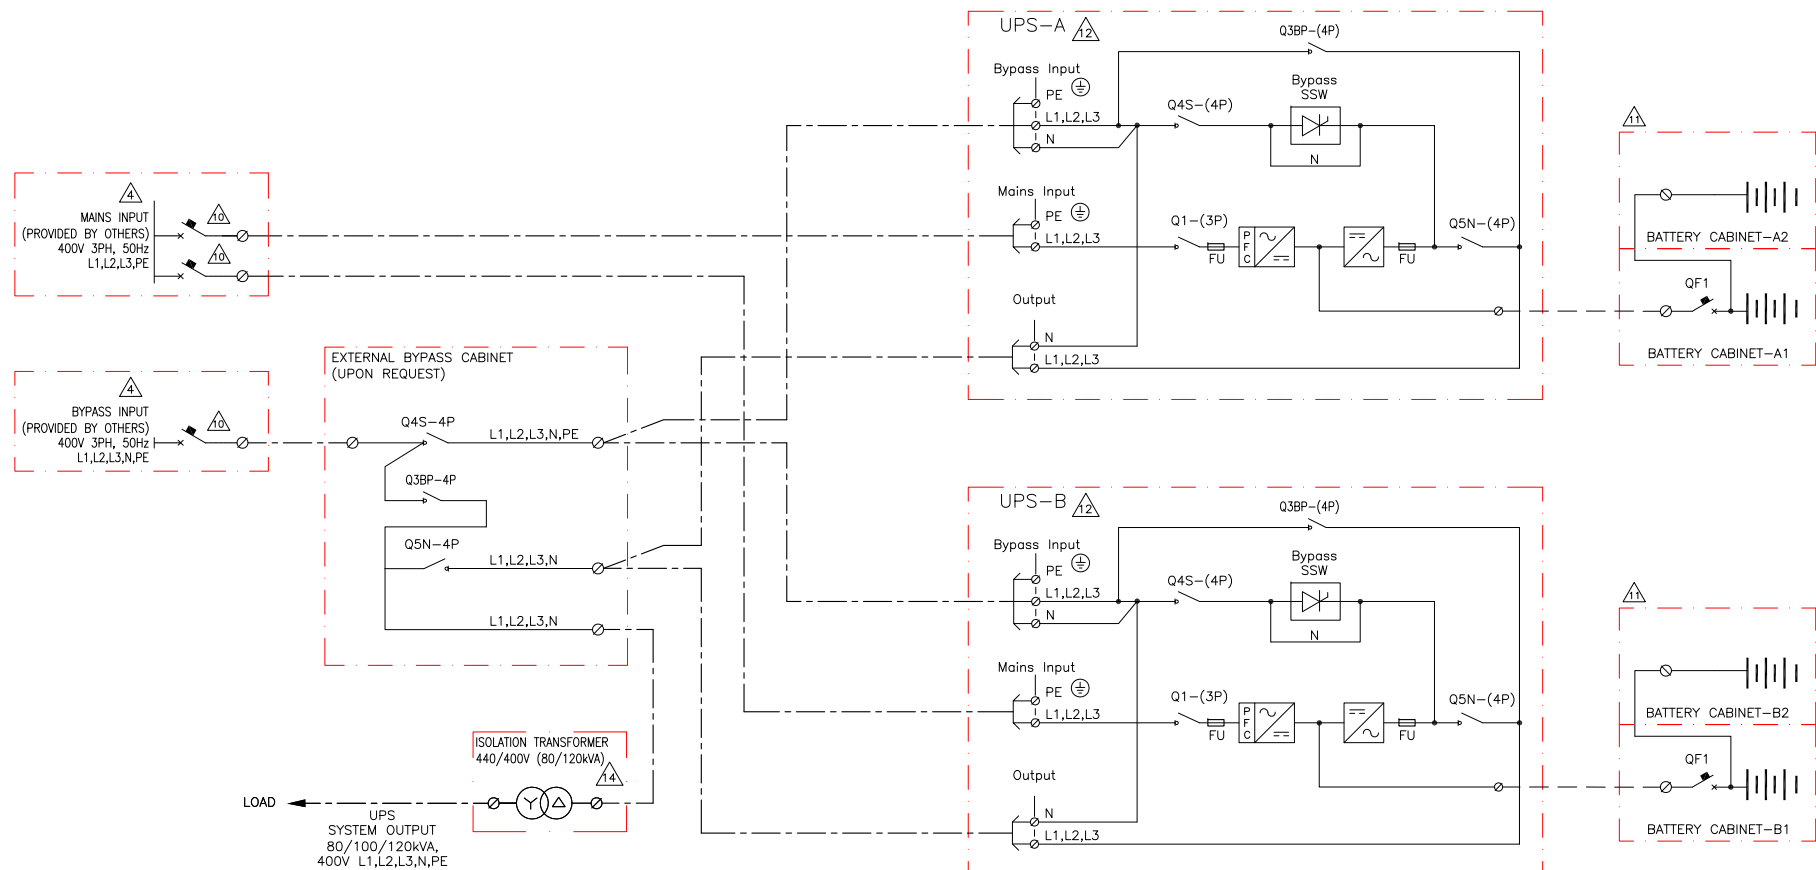 4
MAINS INPUT
(PROVIDED BY OTHERS)
400V 3PH, 50Hz
L1,L2,L3,PE
10
10
4
BYPASS INPUT
(PROVIDED BY OTHERS)
400V 3PH, 50Hz
L1,L2,L3,N,PE
10
EXTERNAL BYPASS CABINET
(UPON REQUEST)
Q4S-4P
L1,L2,L3,N,PE
Q3BP-4P
Q5N-4P
L1,L2,L3,N
L1,L2,L3,N
ISOLATION TRANSFORMER
440/400V (80/120kVA)
14
LOAD
UPS
SYSTEM OUTPUT
80/100/120kVA,
400V L1,L2,L3,N,PE
UPS-A
12
Q3BP-(4P)
Bypass Input
PE
L1,L2,L3
N
Q4S-(4P)
Bypass
SSW
N
Mains Input
PE
L1,L2,L3
Q1-(3P)
FU
P
F
C
FU
Q5N-(4P)
Output
N
L1,L2,L3
11
BATTERY CABINET-A2
QF1
BATTERY CABINET-A1
UPS-B
12
Q3BP-(4P)
Bypass Input
PE
L1,L2,L3
N
Q4S-(4P)
Bypass
SSW
N
Mains Input
PE
L1,L2,L3
Q1-(3P)
FU
P
F
C
FU
Q5N-(4P)
Output
N
L1,L2,L3
11
BATTERY CABINET-B2
QF1
BATTERY CABINET-B1